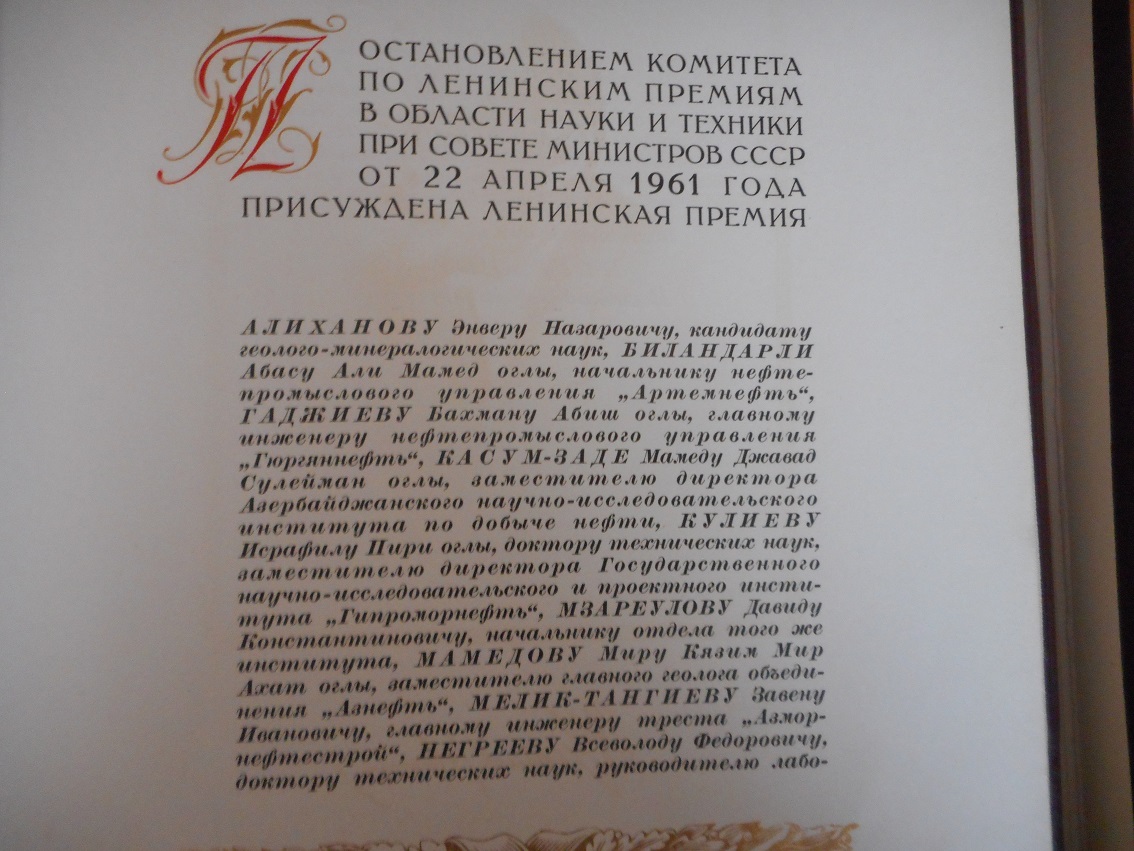 ПОСТАНОВЛЕНИЕМ КОМИТЕТА
ПО ЛЕНИНСКИМ ПРЕМИЯМ
В ОБЛАСТИ НАУКИ И ТЕХНИКИ
ПРИ СОВЕТЕ МИНИСТРОВ СССР
ОТ 22 АПРЕЛЯ 1961 ГОДА
ПРИСУЖДЕНА ЛЕНИНСКАЯ ПРЕМИЯ
АЛИХАНОВУ Энверу Назаровичу, кандидату
геолого-минералогических наук, БИЛАНДАРЛИ
Абасу Али Мамед оглы, начальнику нефте-
промыслового управления „Артемнефть“,
ГАДЖИЕВУ Бахману Абиш оглы, главному
инженеру нефтепромыслового управления
„Гюргяннефть“, КАСУМ-ЗАДЕ Мамеду Джавад
Сулейман оглы, заместителю директора
Азербайджанского научно-исследовательского
института по добыче нефти, КУЛИЕВУ
Исрафилу Пири оглы, доктору технических наук,
заместителю директора Государственного
научно-исследовательского и проектного инсти-
тута „Гипроморнефть“, МЗАРЕУЛОВУ Давиду
Константиновичу, начальнику отдела того же
института, МАМЕДОВУ Миру Кязим Мир
Ахат оглы, заместителю главного геолога объеди-
нения „Азнефть“, МЕЛИК-ТАНГИЕВУ Завену
Ивановичу, главному инженеру треста „Азмор-
нефтестрой“, НЕГРЕЕВУ Всеволоду Федоровичу,
доктору технических наук, руководителю лабо-